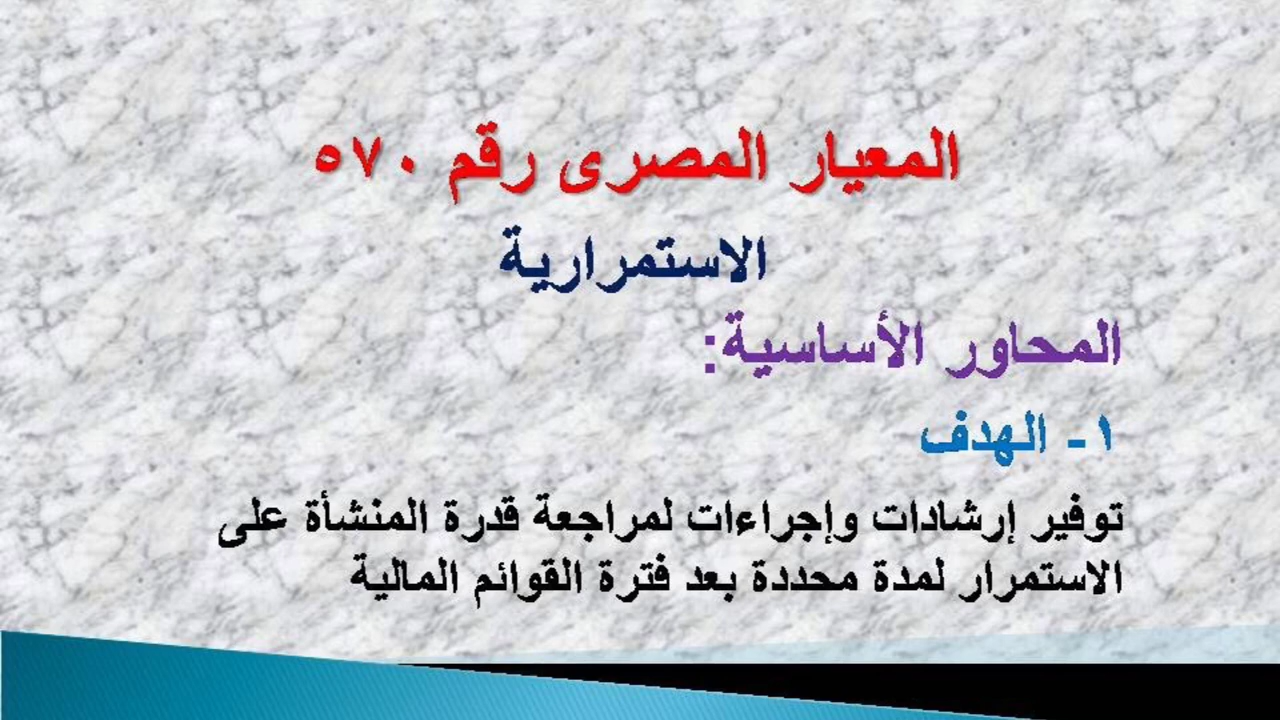 المعيار المصرى رقم ٥٧٠
الاستمرارية
المحاور الأساسية:
١- الهدف
توفير إرشادات وإجراءات لمراجعة قدرة المنشأة على
الاستمرار لمدة محددة بعد فترة القوائم المالية